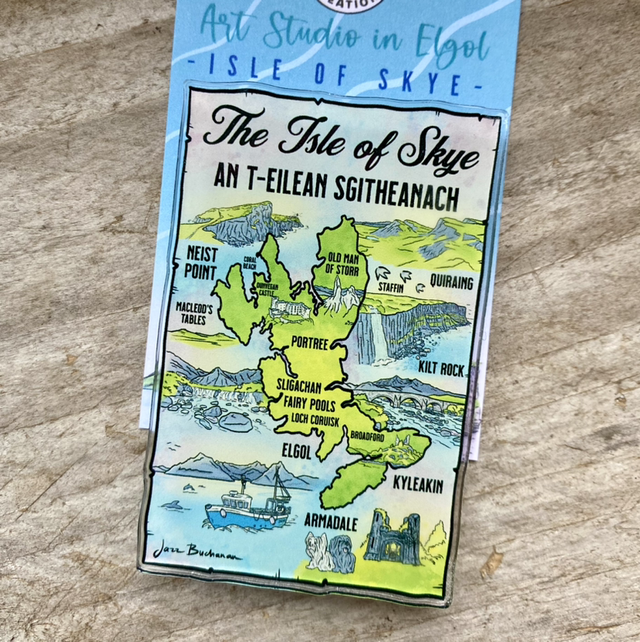 Art Studio in Elgol
-ISLE OF SKYE-
The Isle of Skye
AN T-EILEAN SGITHEANACH
NEIST
POINT
CORAL
BEACH
DUNVEGAN
CASTLE
OLD MAN
OF STORR
STAFFIN
QUIRAING
MACLEOD'S
TABLES
PORTREE
KILT ROCK
SLIGACHAN
FAIRY POOLS
LOCH CORUISK
BROADFORD
ELGOL
KYLEAKIN
ARMADALE
Jazz Buchanan